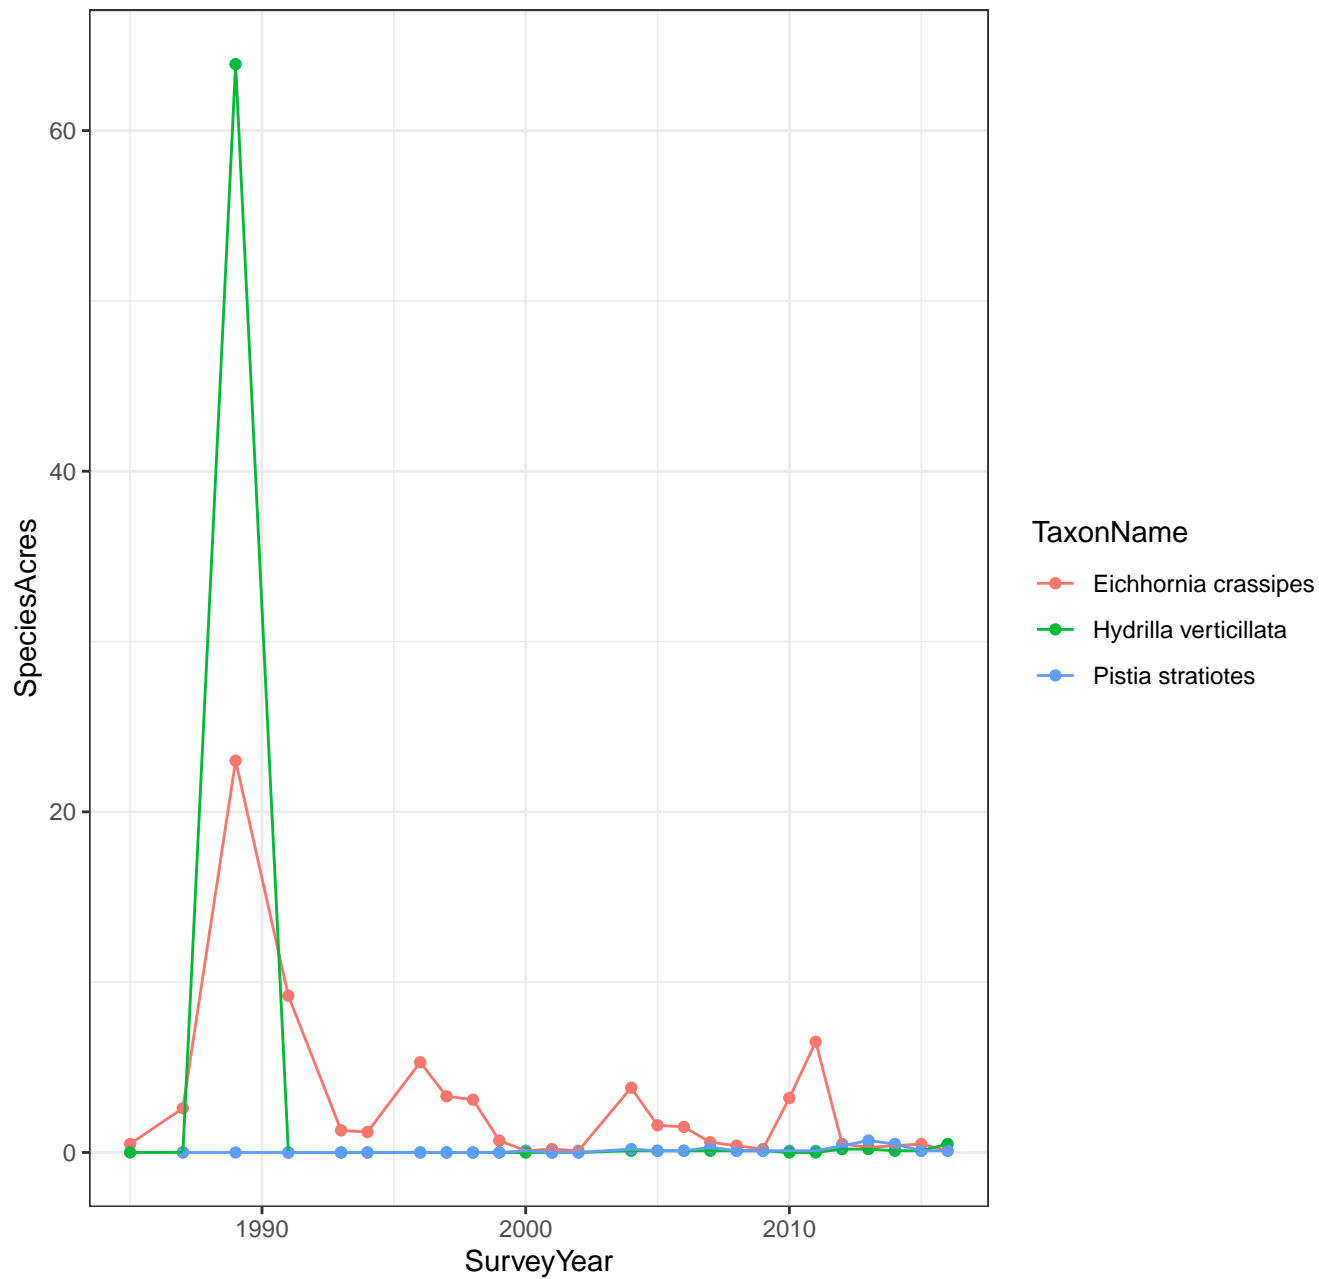 60
40
20
0
SpeciesAcres
1990
2000
2010
SurveyYear
TaxonName
Eichhornia crassipes
Hydrilla verticillata
Pistia stratiotes